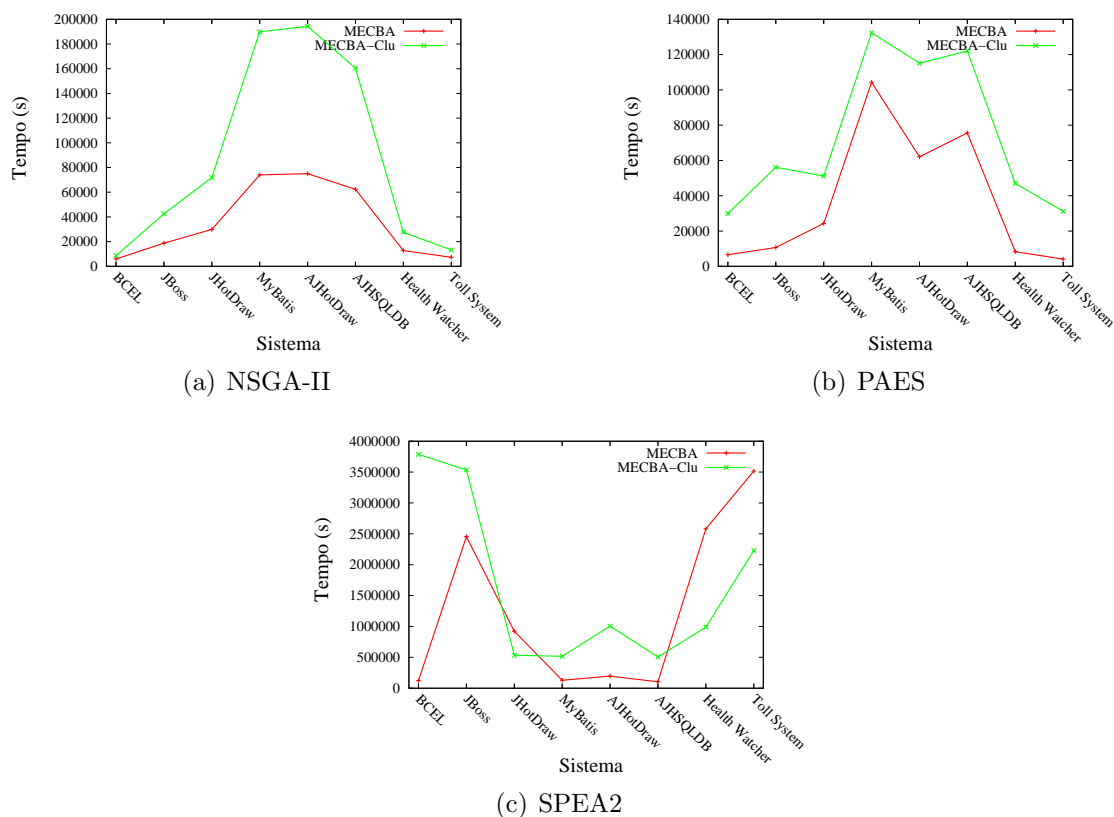 200000
180000
160000
140000
120000
100000
80000
60000
40000
20000
0
Tempo (s)
MECBA
MECBA-Clu
BCEL
JBoss
JHotDraw
MyBatis
AJHotDraw
AJHSQLDB
Health Watcher
Toll System
Sistema
(a) NSGA-II
140000
120000
100000
80000
60000
40000
20000
0
Tempo (s)
MECBA
MECBA-Clu
BCEL
JBoss
JHotDraw
MyBatis
AJHotDraw
AJHSQLDB
Health Watcher
Toll System
Sistema
(b) PAES
4000000
3500000
3000000
2500000
2000000
1500000
1000000
500000
0
Tempo (s)
MECBA
MECBA-Clu
BCEL
JBoss
JHotDraw
MyBatis
AJHotDraw
AJHSQLDB
Health Watcher
Toll System
Sistema
(c) SPEA2